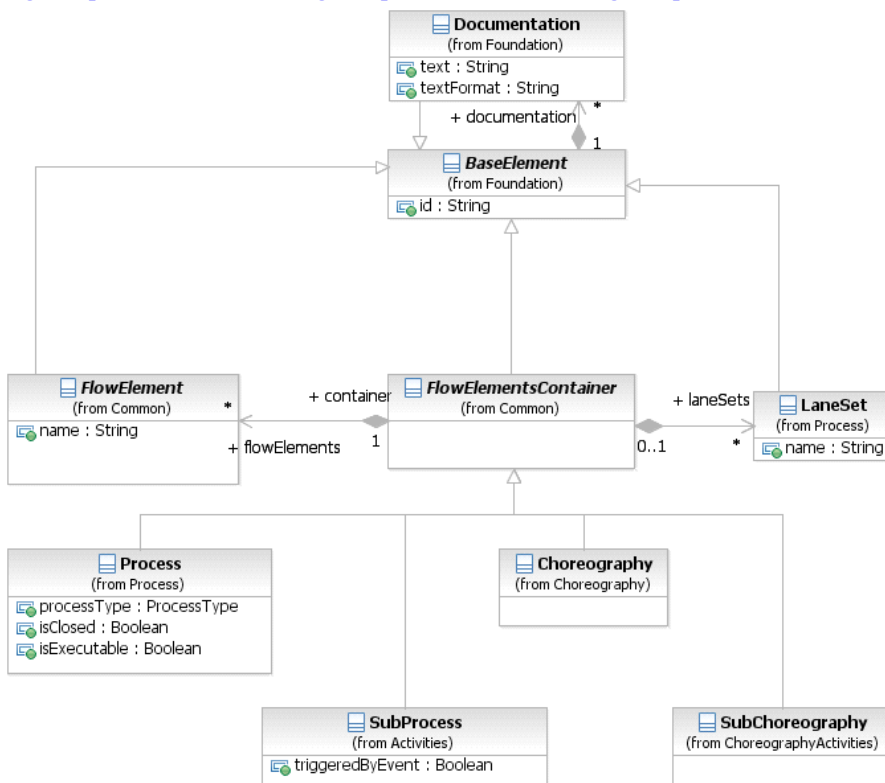 Documentation
(from Foundation)
text : String
textFormat : String
+ documentation
*
1
BaseElement
(from Foundation)
id : String
FlowElement
(from Common)
name : String
*
+ flowElements
+ container
1
FlowElementsContainer
(from Common)
+ laneSets
0..1
*
LaneSet
(from Process)
name : String
Process
(from Process)
processType : ProcessType
isClosed : Boolean
isExecutable : Boolean
Choreography
(from Choreography)
SubProcess
(from Activities)
triggeredByEvent : Boolean
SubChoreography
(from ChoreographyActivities)